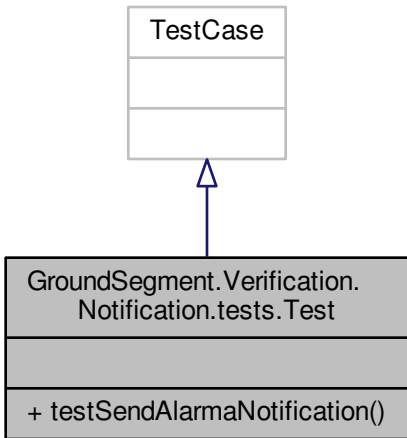 TestCase
GroundSegment.Verification.
Notification.tests.Test
+ testSendAlarmaNotification()